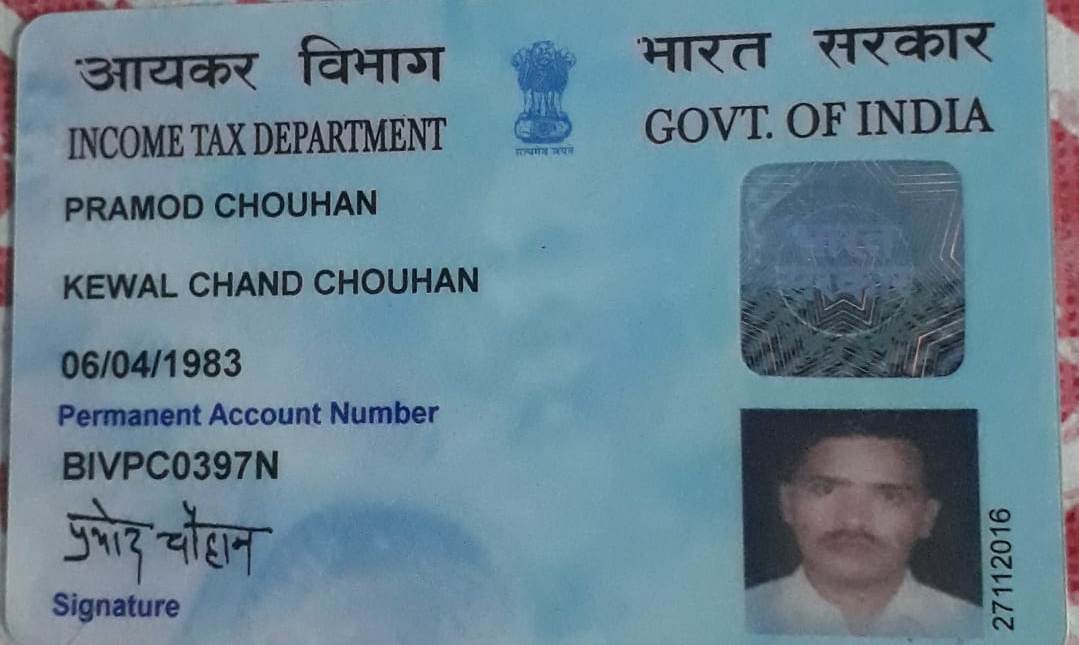 आयकर विभाग
भारत सरकार
INCOME TAX DEPARTMENT
GOVT. OF INDIA
सत्यमेव जयते
PRAMOD CHOUHAN
KEWAL CHAND CHOUHAN
06/04/1983
Permanent Account Number
BIVPC0397N
प्रमोद चौहान
Signature
27112016